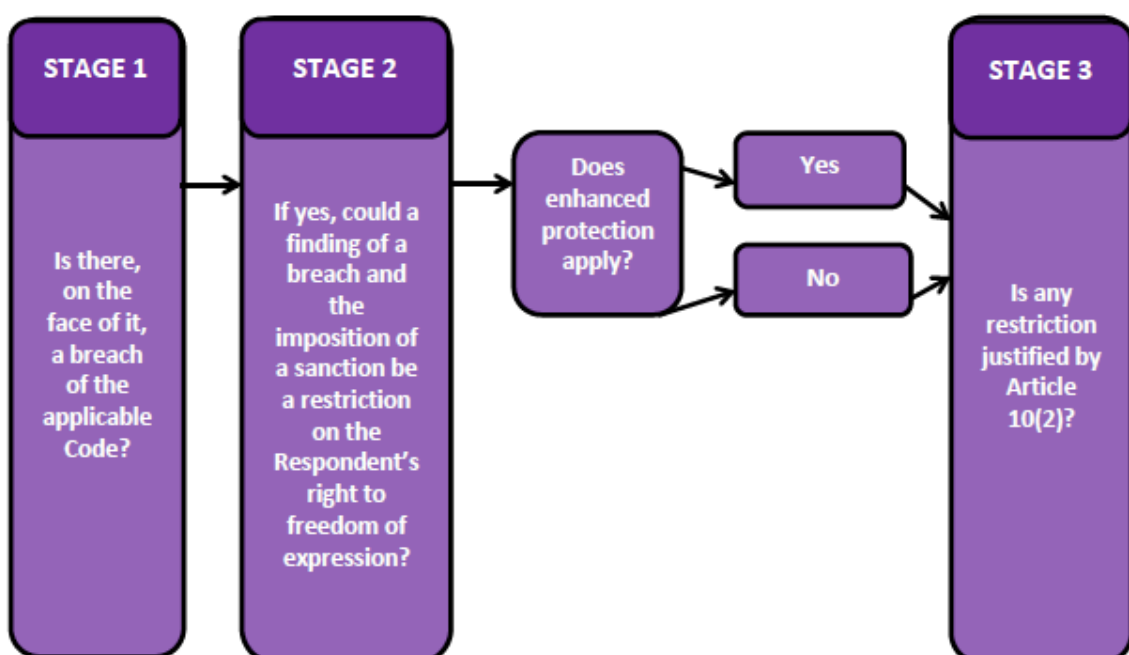 STAGE 1
Is there,
on the
face of it,
a breach
of the
applicable
Code?
STAGE 2
If yes, could a
finding of a
breach and
the
imposition of
a sanction be
a restriction
on the
Respondent's
right to
freedom of
expression?
Does
enhanced
protection
apply?
Yes
No
STAGE 3
Is any
restriction
justified by
Article
10(2)?